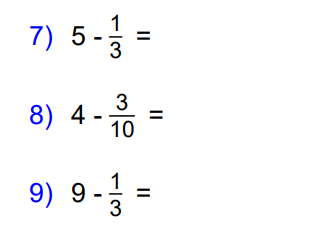 7) 5 - 1/3 =
8) 4 - 3/10 =
9) 9 - 1/3 =